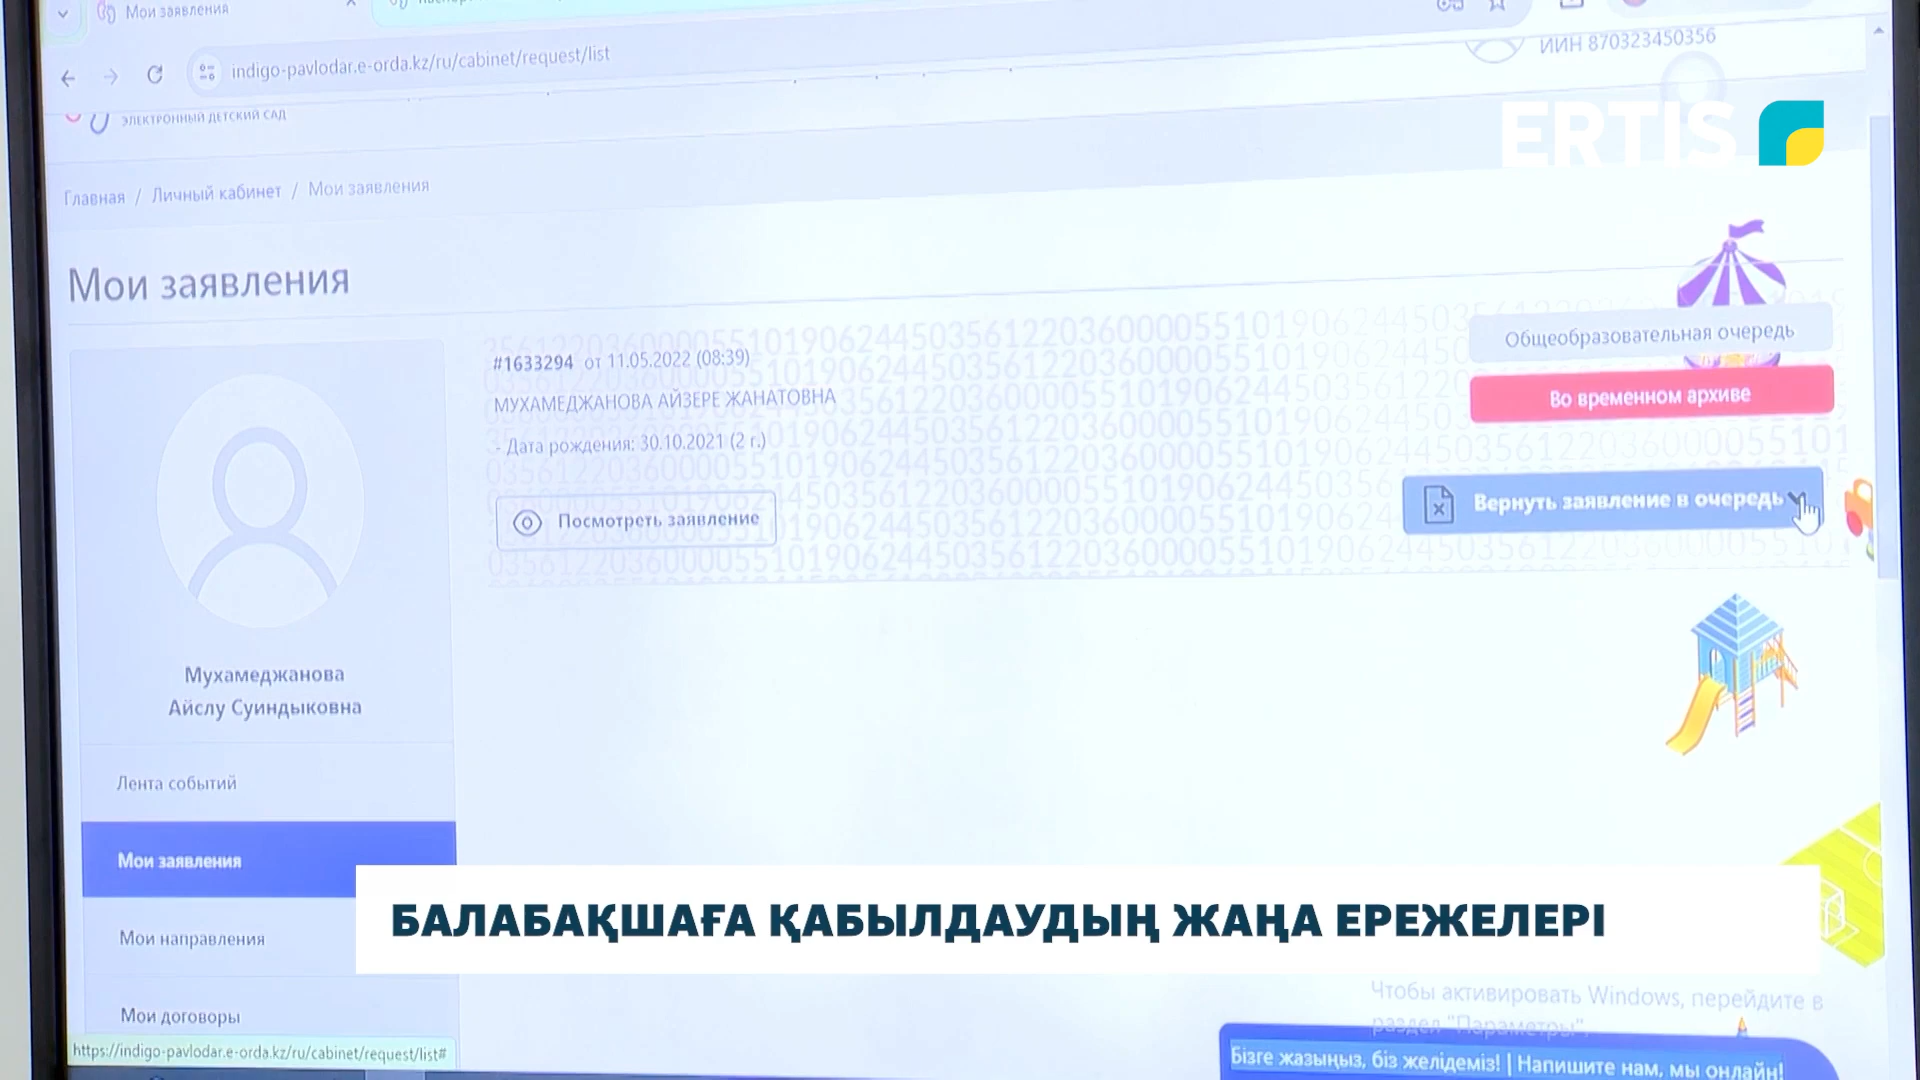 Мои заявления
indigo-pavlodar.e-orda.kz/ru/cabinet/request/list
ИИН 870323450356
ЭЛЕКТРОННЫЙ ДЕТСКИЙ САД
ERTIS
Главная / Личный кабинет / Мои заявления
Мои заявления
#1633294 от 11.05.2022 (08:39)
Общеобразовательная очередь
МУХАМЕДЖАНОВА АЙЗЕРЕ ЖАНАТОВНА
Во временном архиве
- Дата рождения: 30.10.2021 (2 г.)
Посмотреть заявление
Вернуть заявление в очередь
Мухамеджанова
Айслу Суиндыковна
Лента событий
Мои заявления
БАЛАБАҚШАҒА ҚАБЫЛДАУДЫҢ ЖАҢА ЕРЕЖЕЛЕРІ
Мои направления
Чтобы активировать Windows, перейдите в
раздел "Параметры".
Мои договоры
https://indigo-pavlodar.e-orda.kz/ru/cabinet/request/list#
Бізге жазыңыз, біз желідеміз! | Напишите нам, мы онлайн!